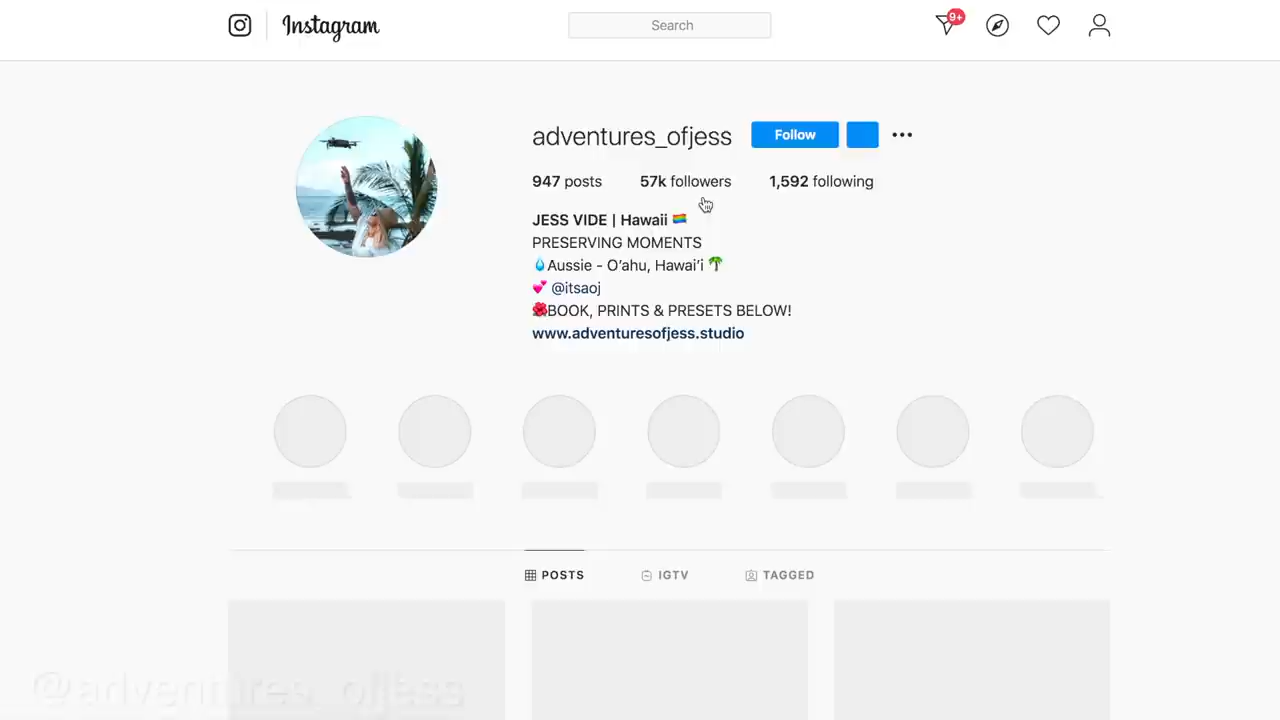 Instagram
Search
9+
adventures_ofjess
Follow
947 posts 57k followers 1,592 following
JESS VIDE | Hawaii 🏳️‍🌈
PRESERVING MOMENTS
💧Aussie - O’ahu, Hawai’i 🌴
💕 @itsaoj
🌺BOOK, PRINTS & PRESETS BELOW!
www.adventuresofjess.studio
POSTS IGTV TAGGED
@adventures_ofjess